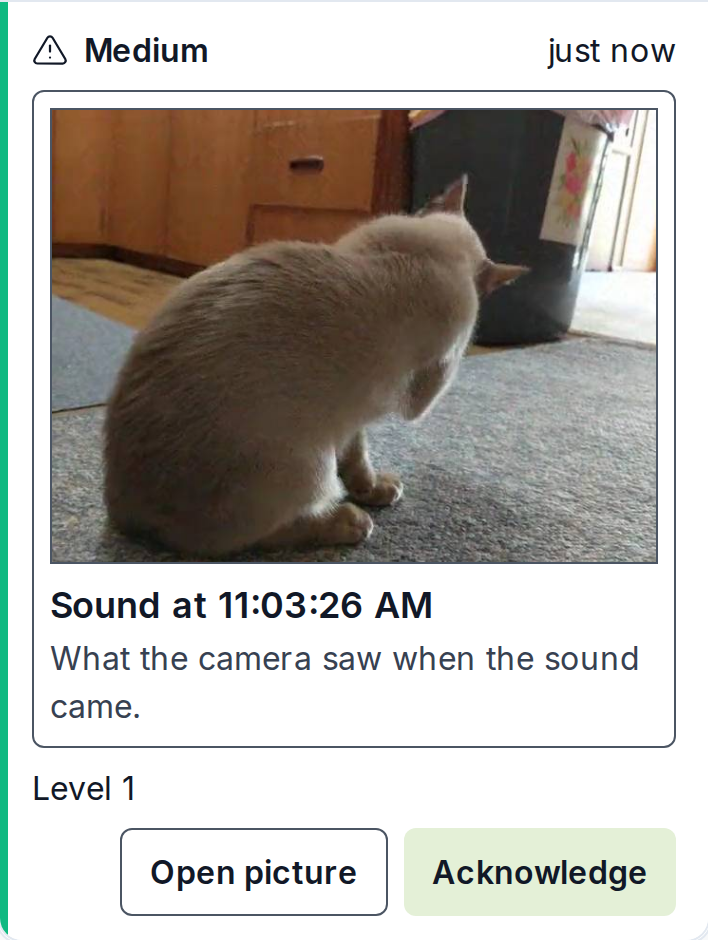 Medium
just now
Sound at 11:03:26 AM
What the camera saw when the sound
came.
Level 1
Open picture
Acknowledge